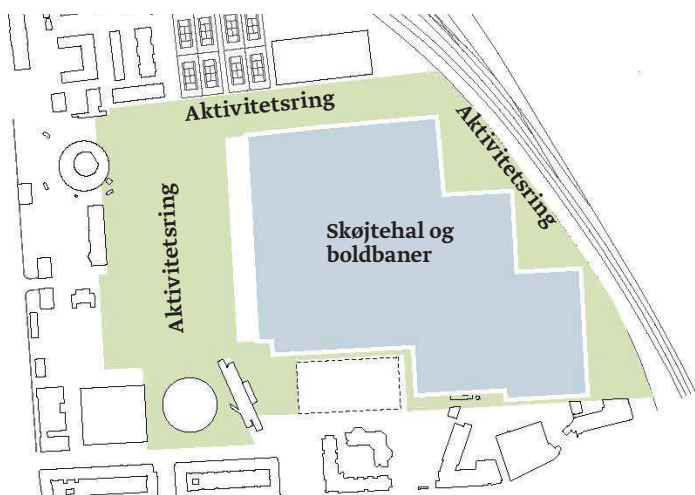 Aktivitetsring
Aktivitetsring
Aktivitetsring
Skøjtehal og
boldbaner